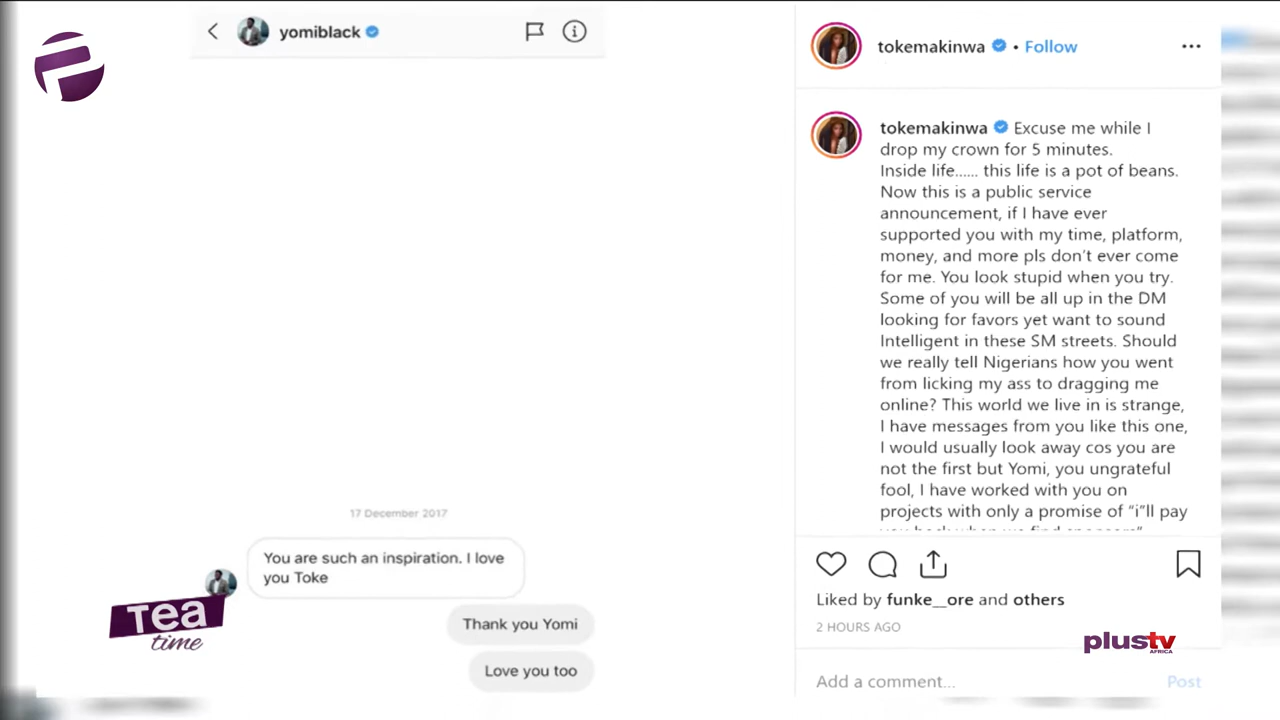 yomiblack
17 December 2017
You are such an inspiration. I love
you Toke
Thank you Yomi
Love you too
Tea
time
tokemakinwa • Follow
tokemakinwa Excuse me while I
drop my crown for 5 minutes.
Inside life...... this life is a pot of beans.
Now this is a public service
announcement, if I have ever
supported you with my time, platform,
money, and more pls don't ever come
for me. You look stupid when you try.
Some of you will be all up in the DM
looking for favors yet want to sound
Intelligent in these SM streets. Should
we really tell Nigerians how you went
from licking my ass to dragging me
online? This world we live in is strange,
I have messages from you like this one,
I would usually look away cos you are
not the first but Yomi, you ungrateful
fool, I have worked with you on
projects with only a promise of “i”ll pay
Liked by funke__ore and others
2 HOURS AGO
plustv
AFRICA
Add a comment...
Post